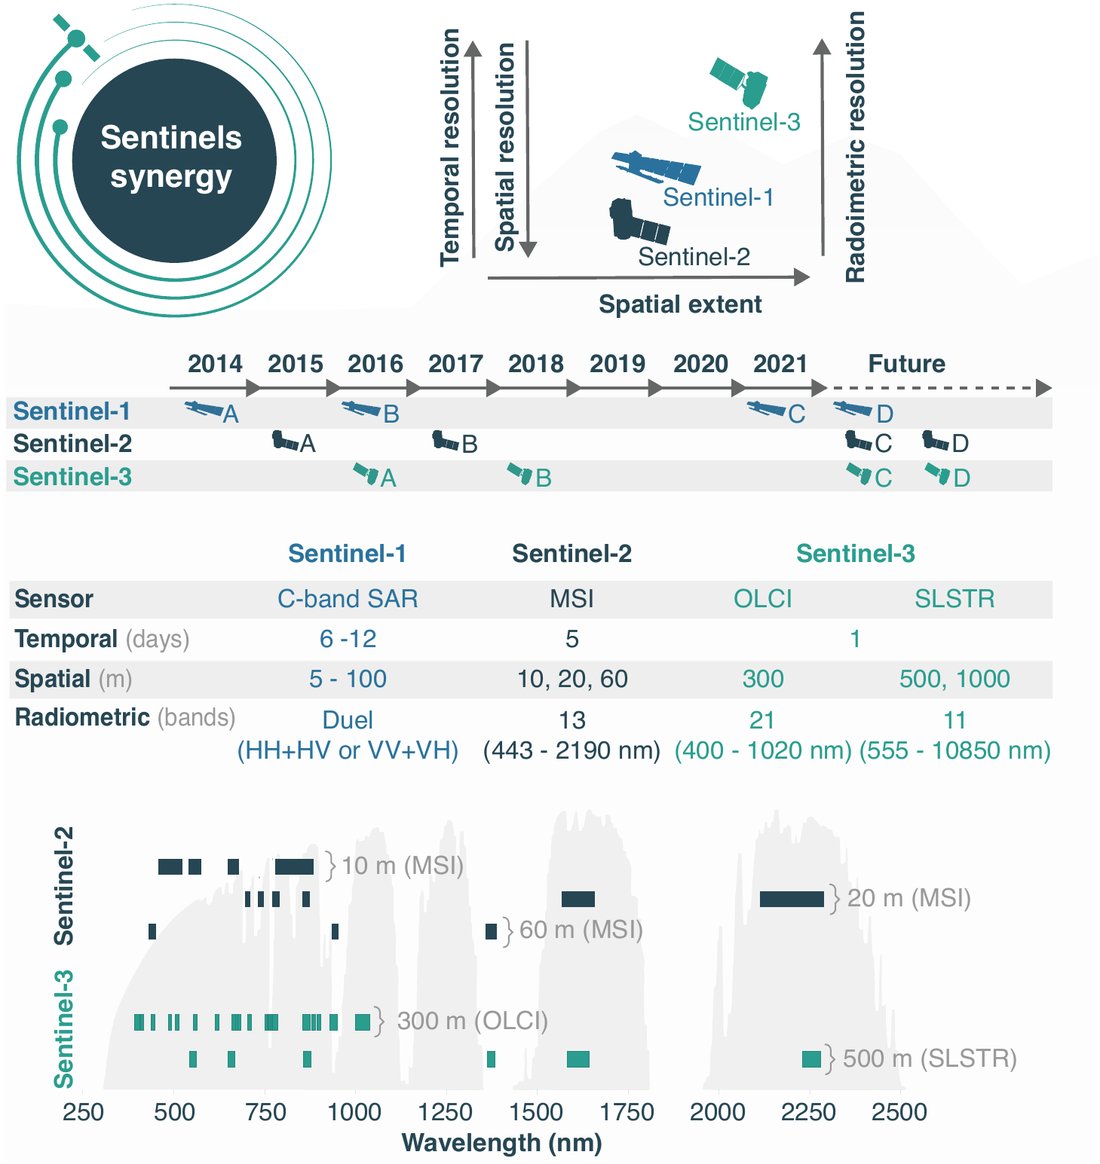 Sentinels
synergy
Temporal resolution
Spatial resolution
Sentinel-3
Sentinel-1
Sentinel-2
Radoimetric resolution
Spatial extent
2014 2015 2016 2017 2018 2019 2020 2021 Future
Sentinel-1 A B C D
Sentinel-2 A B C D
Sentinel-3 A B C D
Sentinel-1 Sentinel-2 Sentinel-3
Sensor C-band SAR MSI OLCI SLSTR
Temporal (days) 6 -12 5 1
Spatial (m) 5 - 100 10, 20, 60 300 500, 1000
Radiometric (bands) Duel 13 21 11
(HH+HV or VV+VH) (443 - 2190 nm) (400 - 1020 nm) (555 - 10850 nm)
Sentinel-2
10 m (MSI)
20 m (MSI)
60 m (MSI)
Sentinel-3
300 m (OLCI)
500 m (SLSTR)
250 500 750 1000 1250 1500 1750 2000 2250 2500
Wavelength (nm)